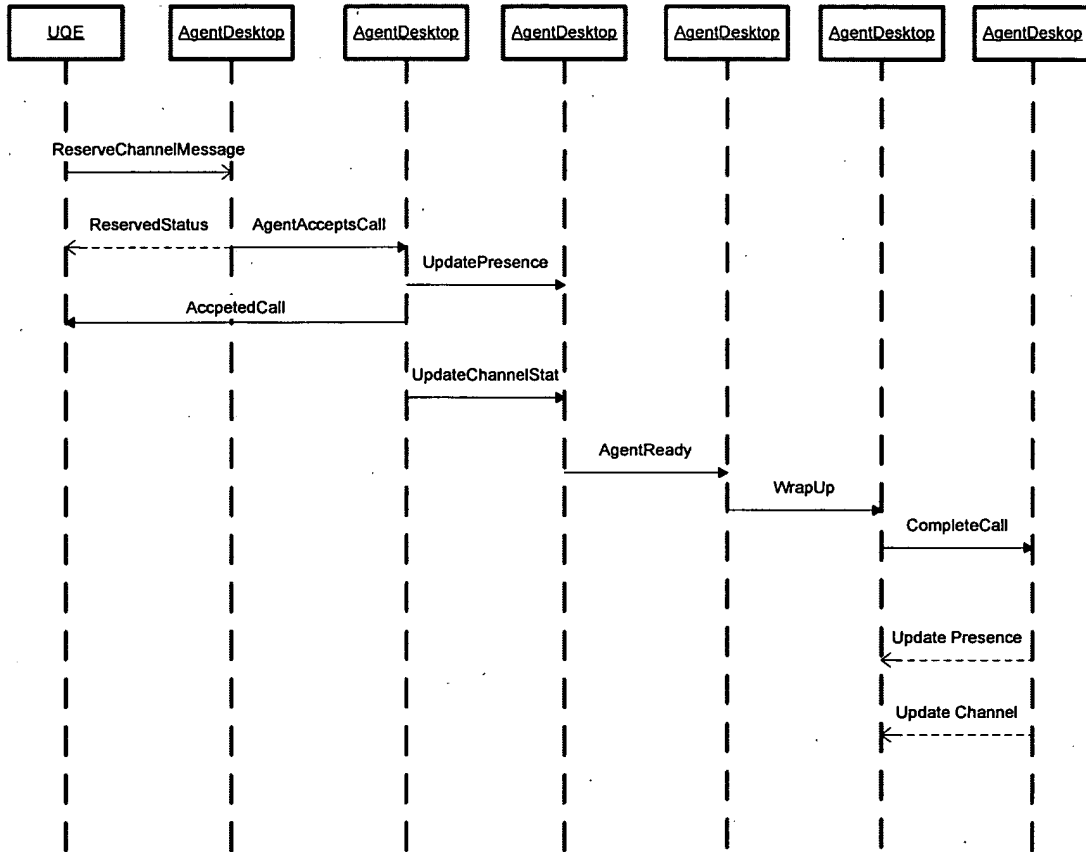 UQE
AgentDesktop
AgentDesktop
AgentDesktop
AgentDesktop
AgentDesktop
AgentDeskop
ReserveChannelMessage
ReservedStatus
AgentAcceptsCall
UpdatePresence
AccpetedCall
UpdateChannelStat
AgentReady
WrapUp
CompleteCall
Update Presence
Update Channel